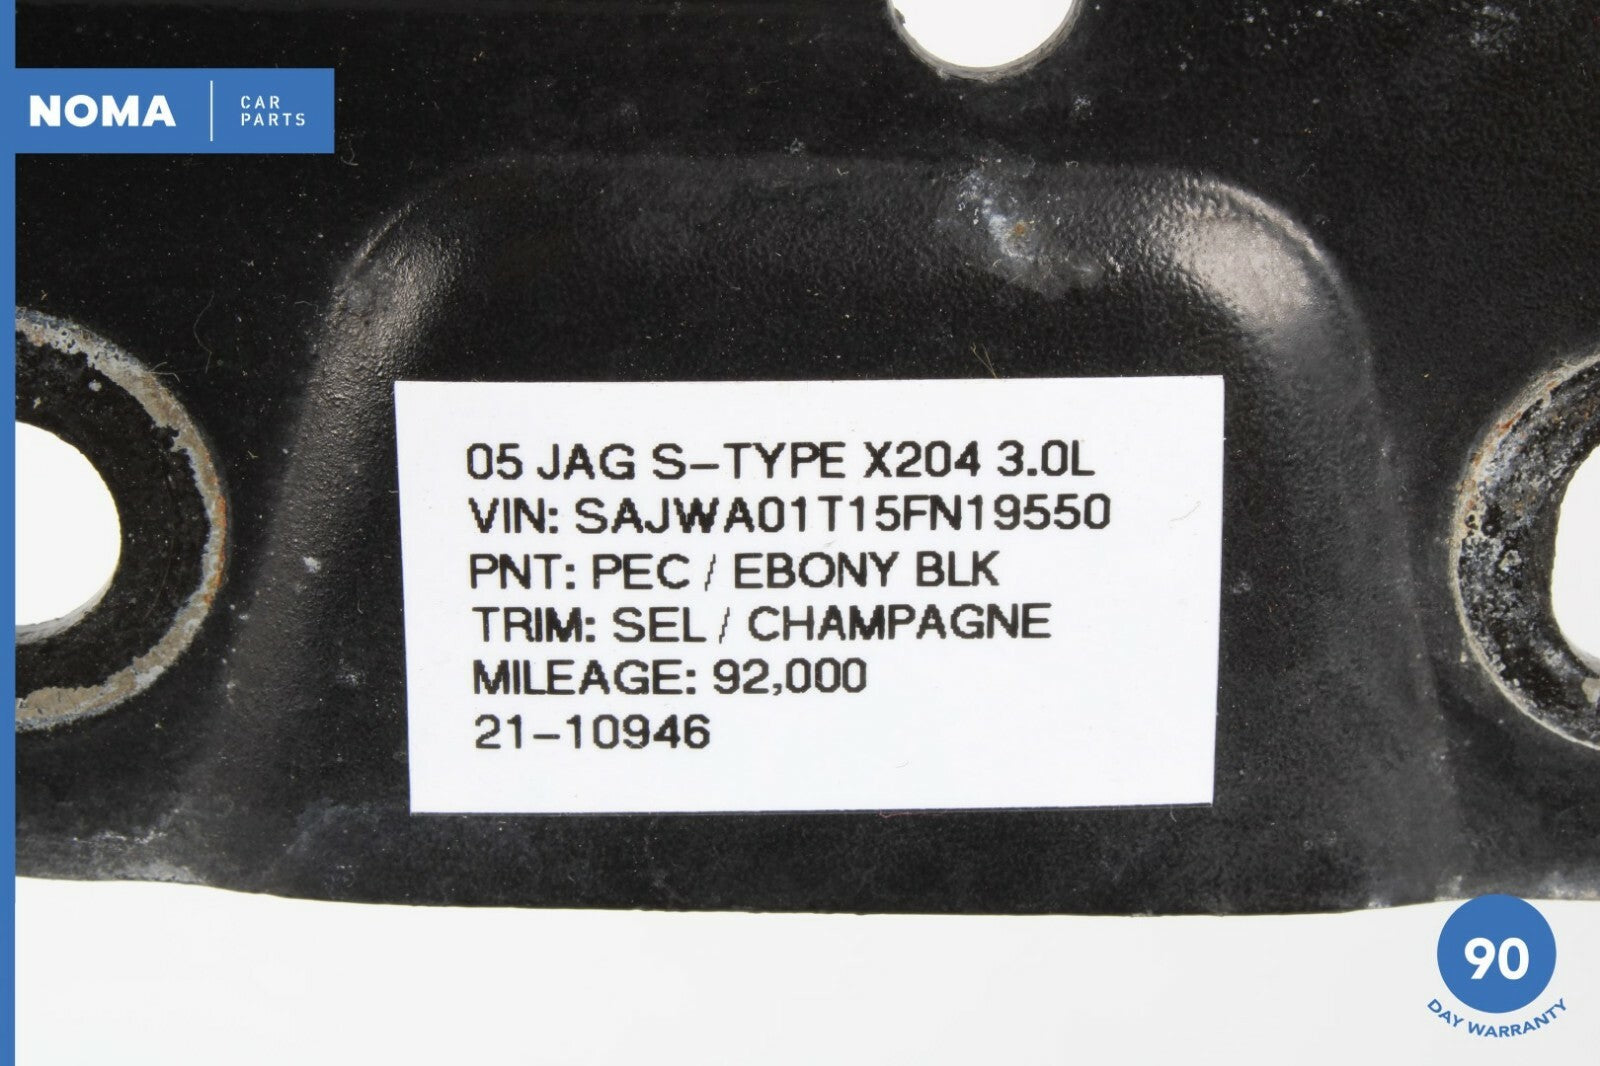 NOMA
CAR
PARTS
05 JAG S-TYPE X204 3.0L
VIN: SAJWA01T15FN19550
PNT: PEC / EBONY BLK
TRIM: SEL / CHAMPAGNE
MILEAGE: 92,000
21-10946
90
DAY WARRANTY